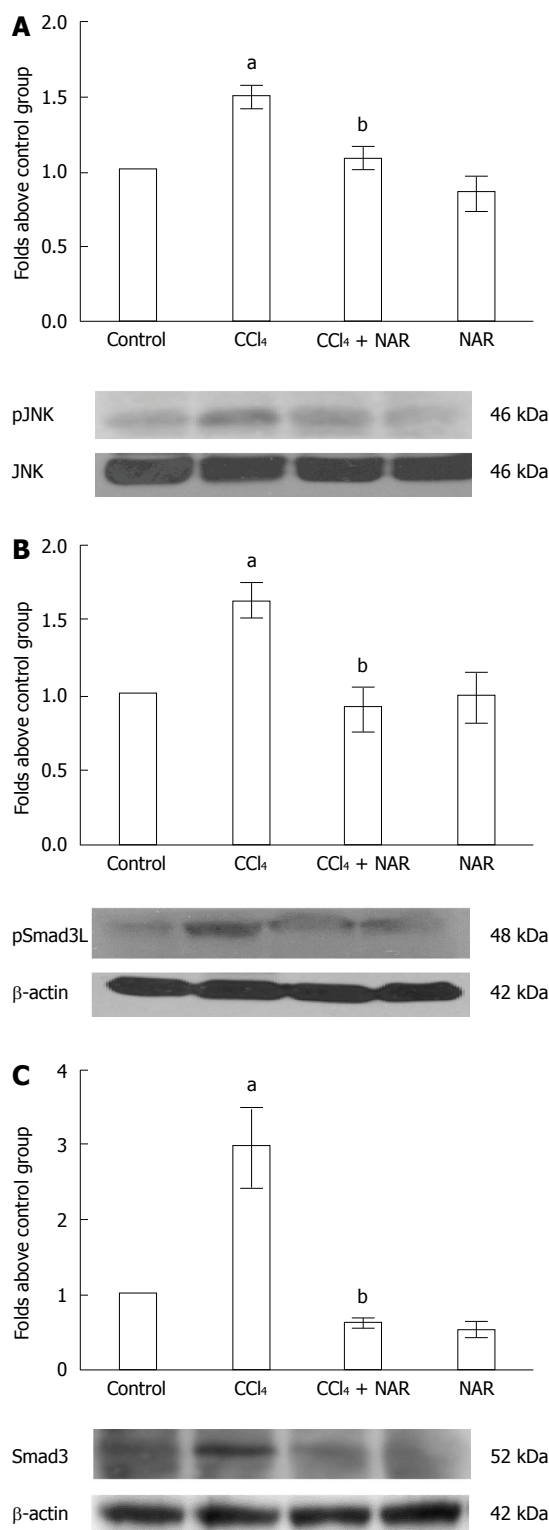 A
Folds above control group
2.0
1.5
1.0
0.5
0.0
a
b
Control CCl₄ CCl₄ + NAR NAR
pJNK 46 kDa
JNK 46 kDa
B
Folds above control group
2.0
1.5
1.0
0.5
0.0
a
b
Control CCl₄ CCl₄ + NAR NAR
pSmad3L 48 kDa
β-actin 42 kDa
C
Folds above control group
4
3
2
1
0
a
b
Control CCl₄ CCl₄ + NAR NAR
Smad3 52 kDa
β-actin 42 kDa